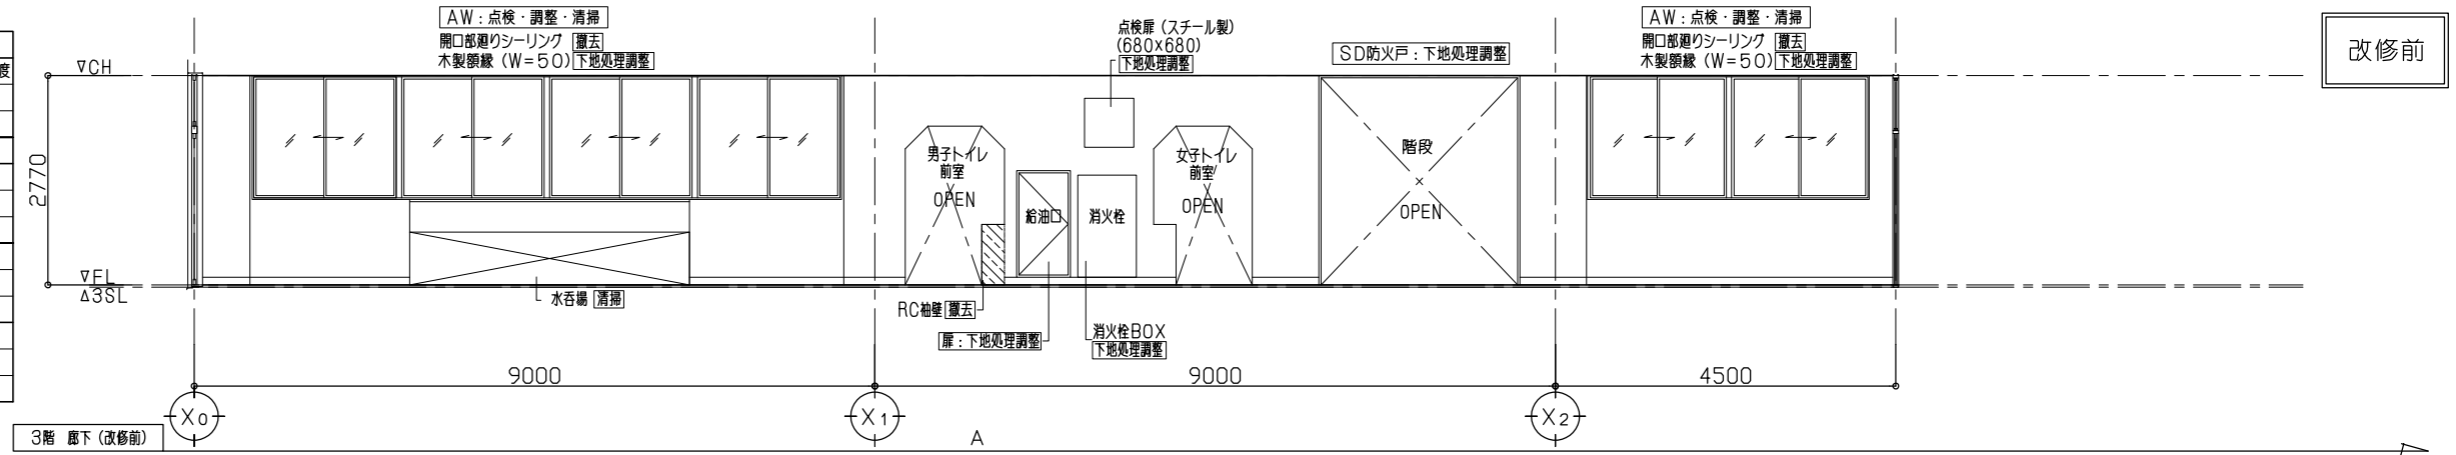 AW：点検・調整・清掃
開口部廻りシーリング 撤去
木製額縁（W=50）下地処理調整
点検扉（スチール製）
(680×680)
下地処理調整
SD防火戸：下地処理調整
AW：点検・調整・清掃
開口部廻りシーリング 撤去
木製額縁（W=50）下地処理調整
改修前
度
▽CH
2770
▽FL
△3SL
男子トイレ
前室
OPEN
給油口
消火栓
女子トイレ
前室
OPEN
階段
OPEN
水呑場 清掃
RC袖壁 撤去
扉：下地処理調整
消火栓BOX
下地処理調整
9000
9000
4500
X0
X1
X2
3階 廊下（改修前）
A